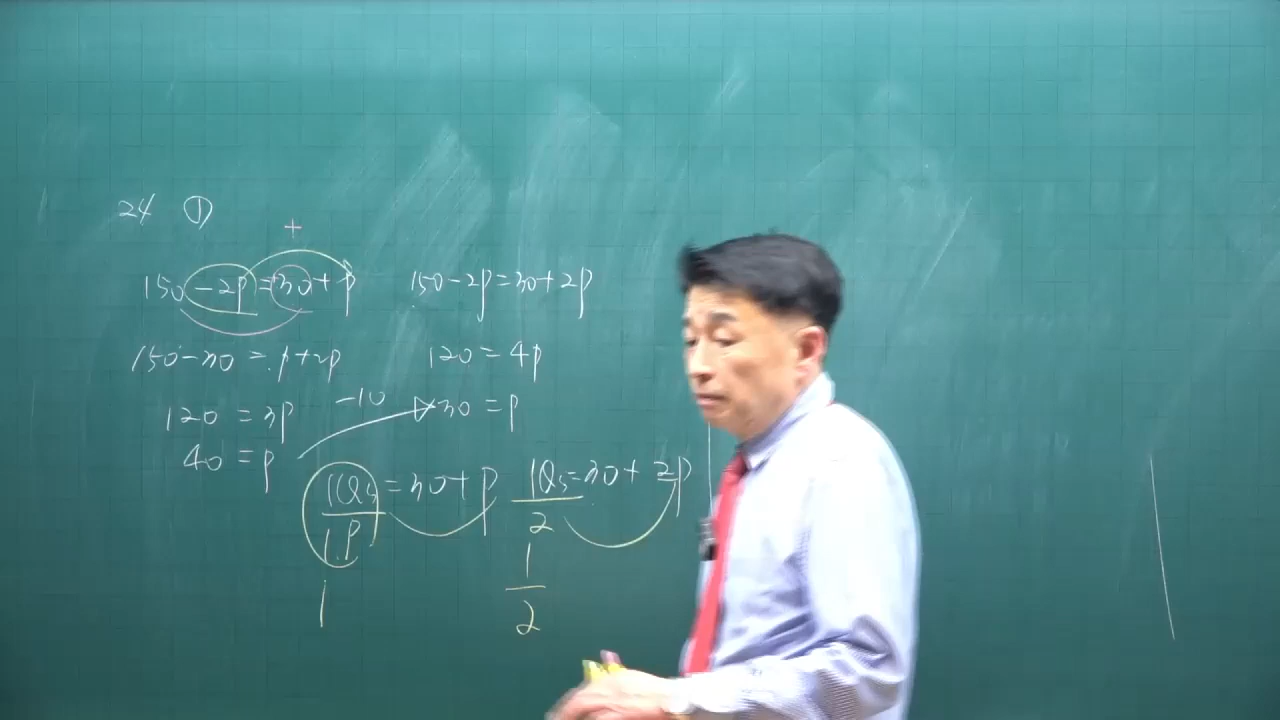 24 ①
+
150-2p=30+p
150-30=p+2p
120=3p
40=p
-10
150-2p=30+2p
120=4p
30=p
1Qs=30+p
1.P
1
1Qs=30+2p
2
1
2